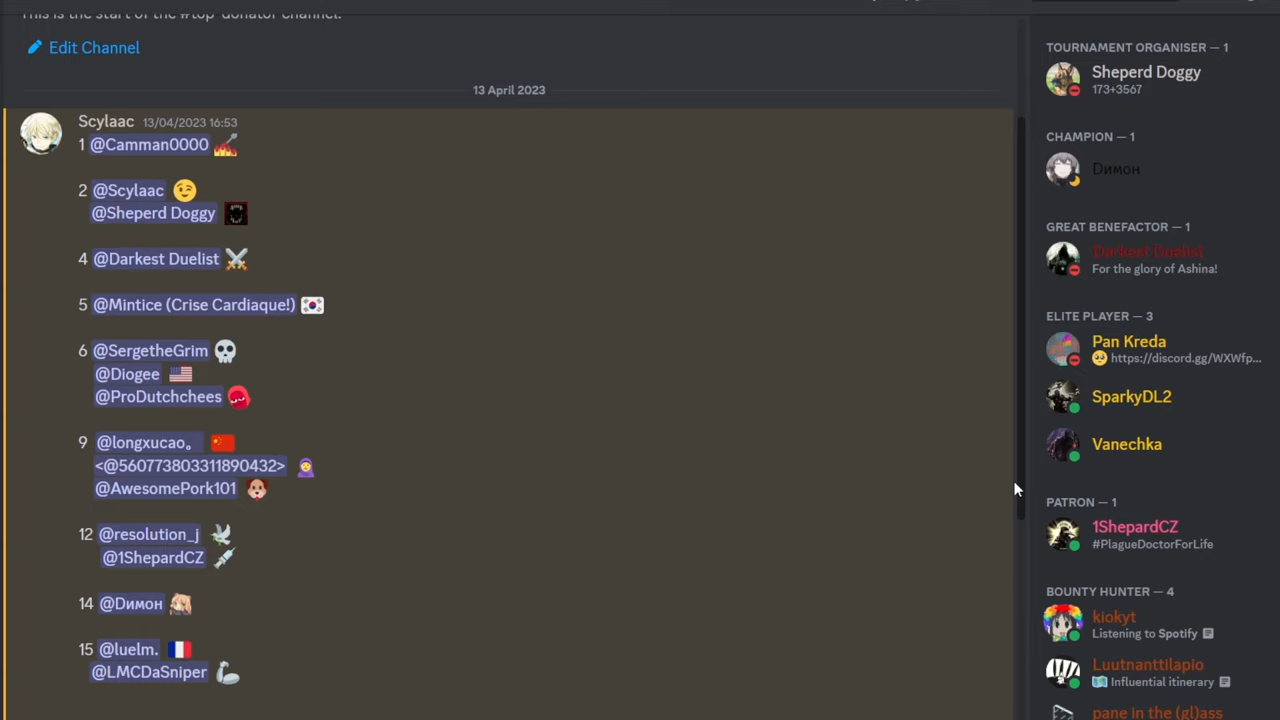 This is the start of the #top-donator channel.
Edit Channel
13 April 2023
Scylaac 13/04/2023 16:53
1 @Camman0000
2 @Scylaac
@Sheperd Doggy
4 @Darkest Duelist
5 @Mintice (Crise Cardiaque!)
6 @SergetheGrim
@Diogee
@ProDutchchees
9 @longxucao。
<@560773803311890432>
@AwesomePork101
12 @resolution_j
@1ShepardCZ
14 @Димон
15 @luelm.
@LMCDaSniper
TOURNAMENT ORGANISER — 1
Sheperd Doggy
173+3567
CHAMPION — 1
Димон
GREAT BENEFACTOR — 1
Darkest Duelist
For the glory of Ashina!
ELITE PLAYER — 3
Pan Kreda
https://discord.gg/WXWfp...
SparkyDL2
Vanechka
PATRON — 1
1ShepardCZ
#PlagueDoctorForLife
BOUNTY HUNTER — 4
kiokyt
Listening to Spotify
Luutnanttilapio
Influential itinerary
pane in the (gl)ass